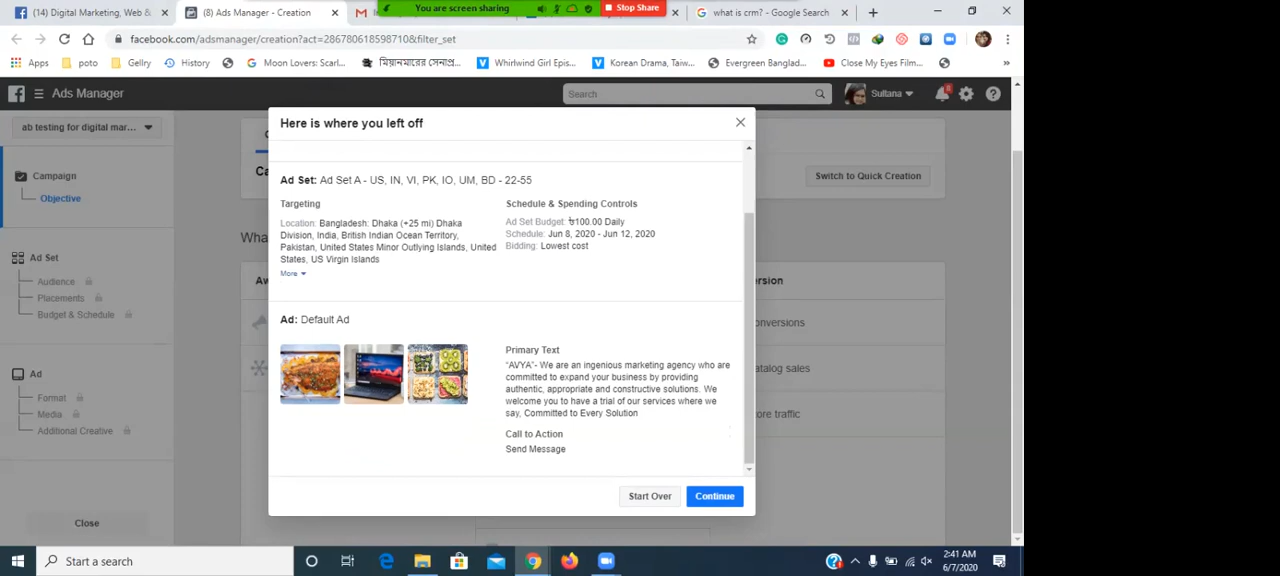 (14) Digital Marketing, Web &
(8) Ads Manager - Creation
You are screen sharing
Stop Share
what is crm? - Google Search
facebook.com/adsmanager/creation?act=286780618598710&filter_set
Apps
poto
Gellry
History
Moon Lovers: Scarl...
মিয়ানমারের সেনাপ্র...
Whirlwind Girl Epis...
Korean Drama, Taiw...
Evergreen Banglad...
Close My Eyes Fil...
Ads Manager
Search
Sultana
ab testing for digital mar...
Here is where you left off
Campaign
Objective
Switch to Quick Creation
Ad Set: Ad Set A - US, IN, VI, PK, IO, UM, BD - 22-55
Targeting
Location: Bangladesh: Dhaka (+25 mi) Dhaka
Division, India, British Indian Ocean Territory,
Pakistan, United States Minor Outlying Islands, United
States, US Virgin Islands
More
Schedule & Spending Controls
Ad Set Budget: ৳100.00 Daily
Schedule: Jun 8, 2020 - Jun 12, 2020
Bidding: Lowest cost
Ad Set
Audience
Placements
Budget & Schedule
Ad: Default Ad
Primary Text
"AVYA"- We are an ingenious marketing agency who are
committed to expand your business by providing
authentic, appropriate and constructive solutions. We
welcome you to have a trial of our services where we
say, Committed to Every Solution
Call to Action
Send Message
Ad
Format
Media
Additional Creative
Start Over
Continue
Close
Start a search
2:41 AM
6/7/2020